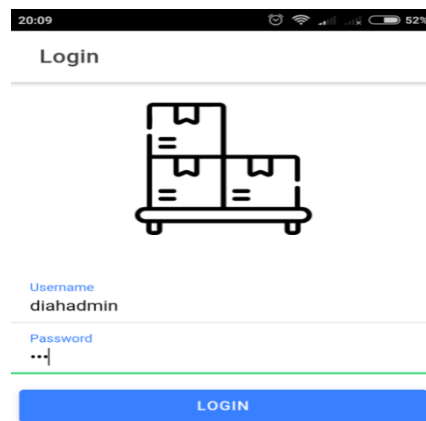 20:09 52%
Login
Username
diahadmin
Password
•••
LOGIN